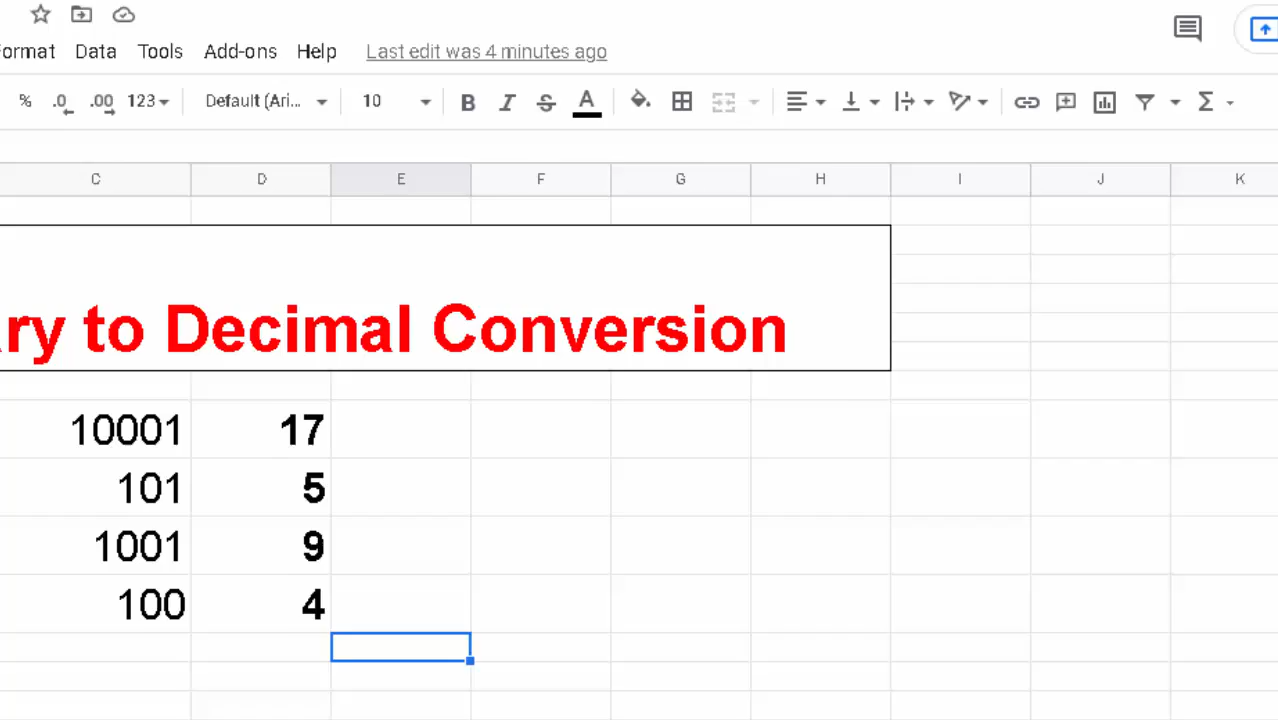 ormat Data Tools Add-ons Help Last edit was 4 minutes ago
% .0 .00 123 Default (Ari... 10 B I S A Σ
C D E F G H I J K
ry to Decimal Conversion
10001 17
101 5
1001 9
100 4